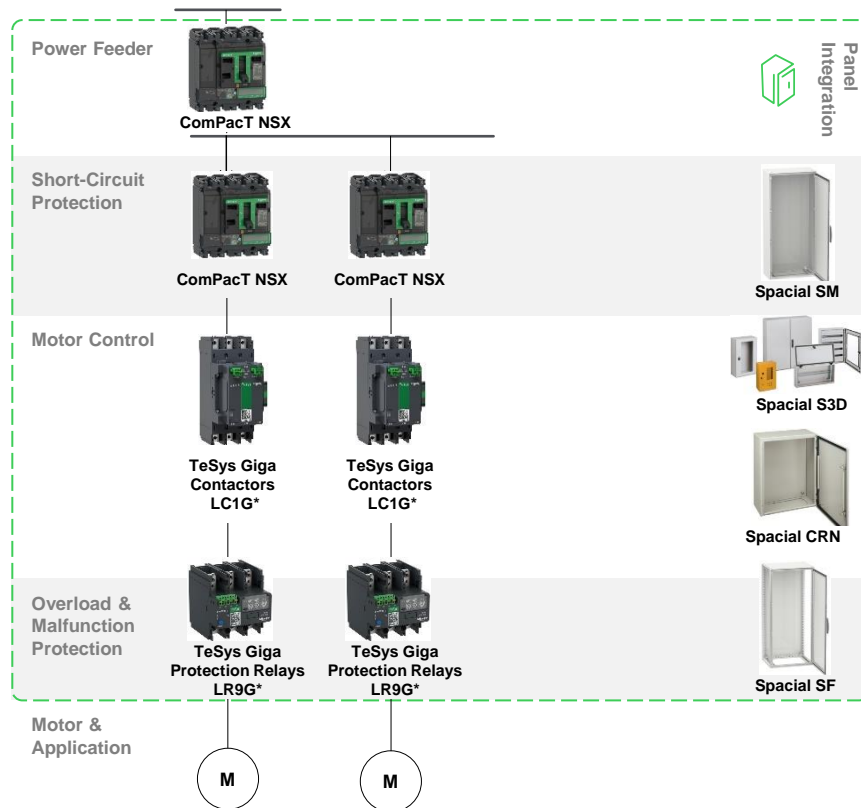 Power Feeder
Panel
Integration
ComPacT NSX
Short-Circuit
Protection
ComPacT NSX
ComPacT NSX
Spacial SM
Motor Control
Spacial S3D
TeSys Giga
Contactors
LC1G*
TeSys Giga
Contactors
LC1G*
Spacial CRN
Overload &
Malfunction
Protection
TeSys Giga
Protection Relays
LR9G*
TeSys Giga
Protection Relays
LR9G*
Spacial SF
Motor &
Application
M
M